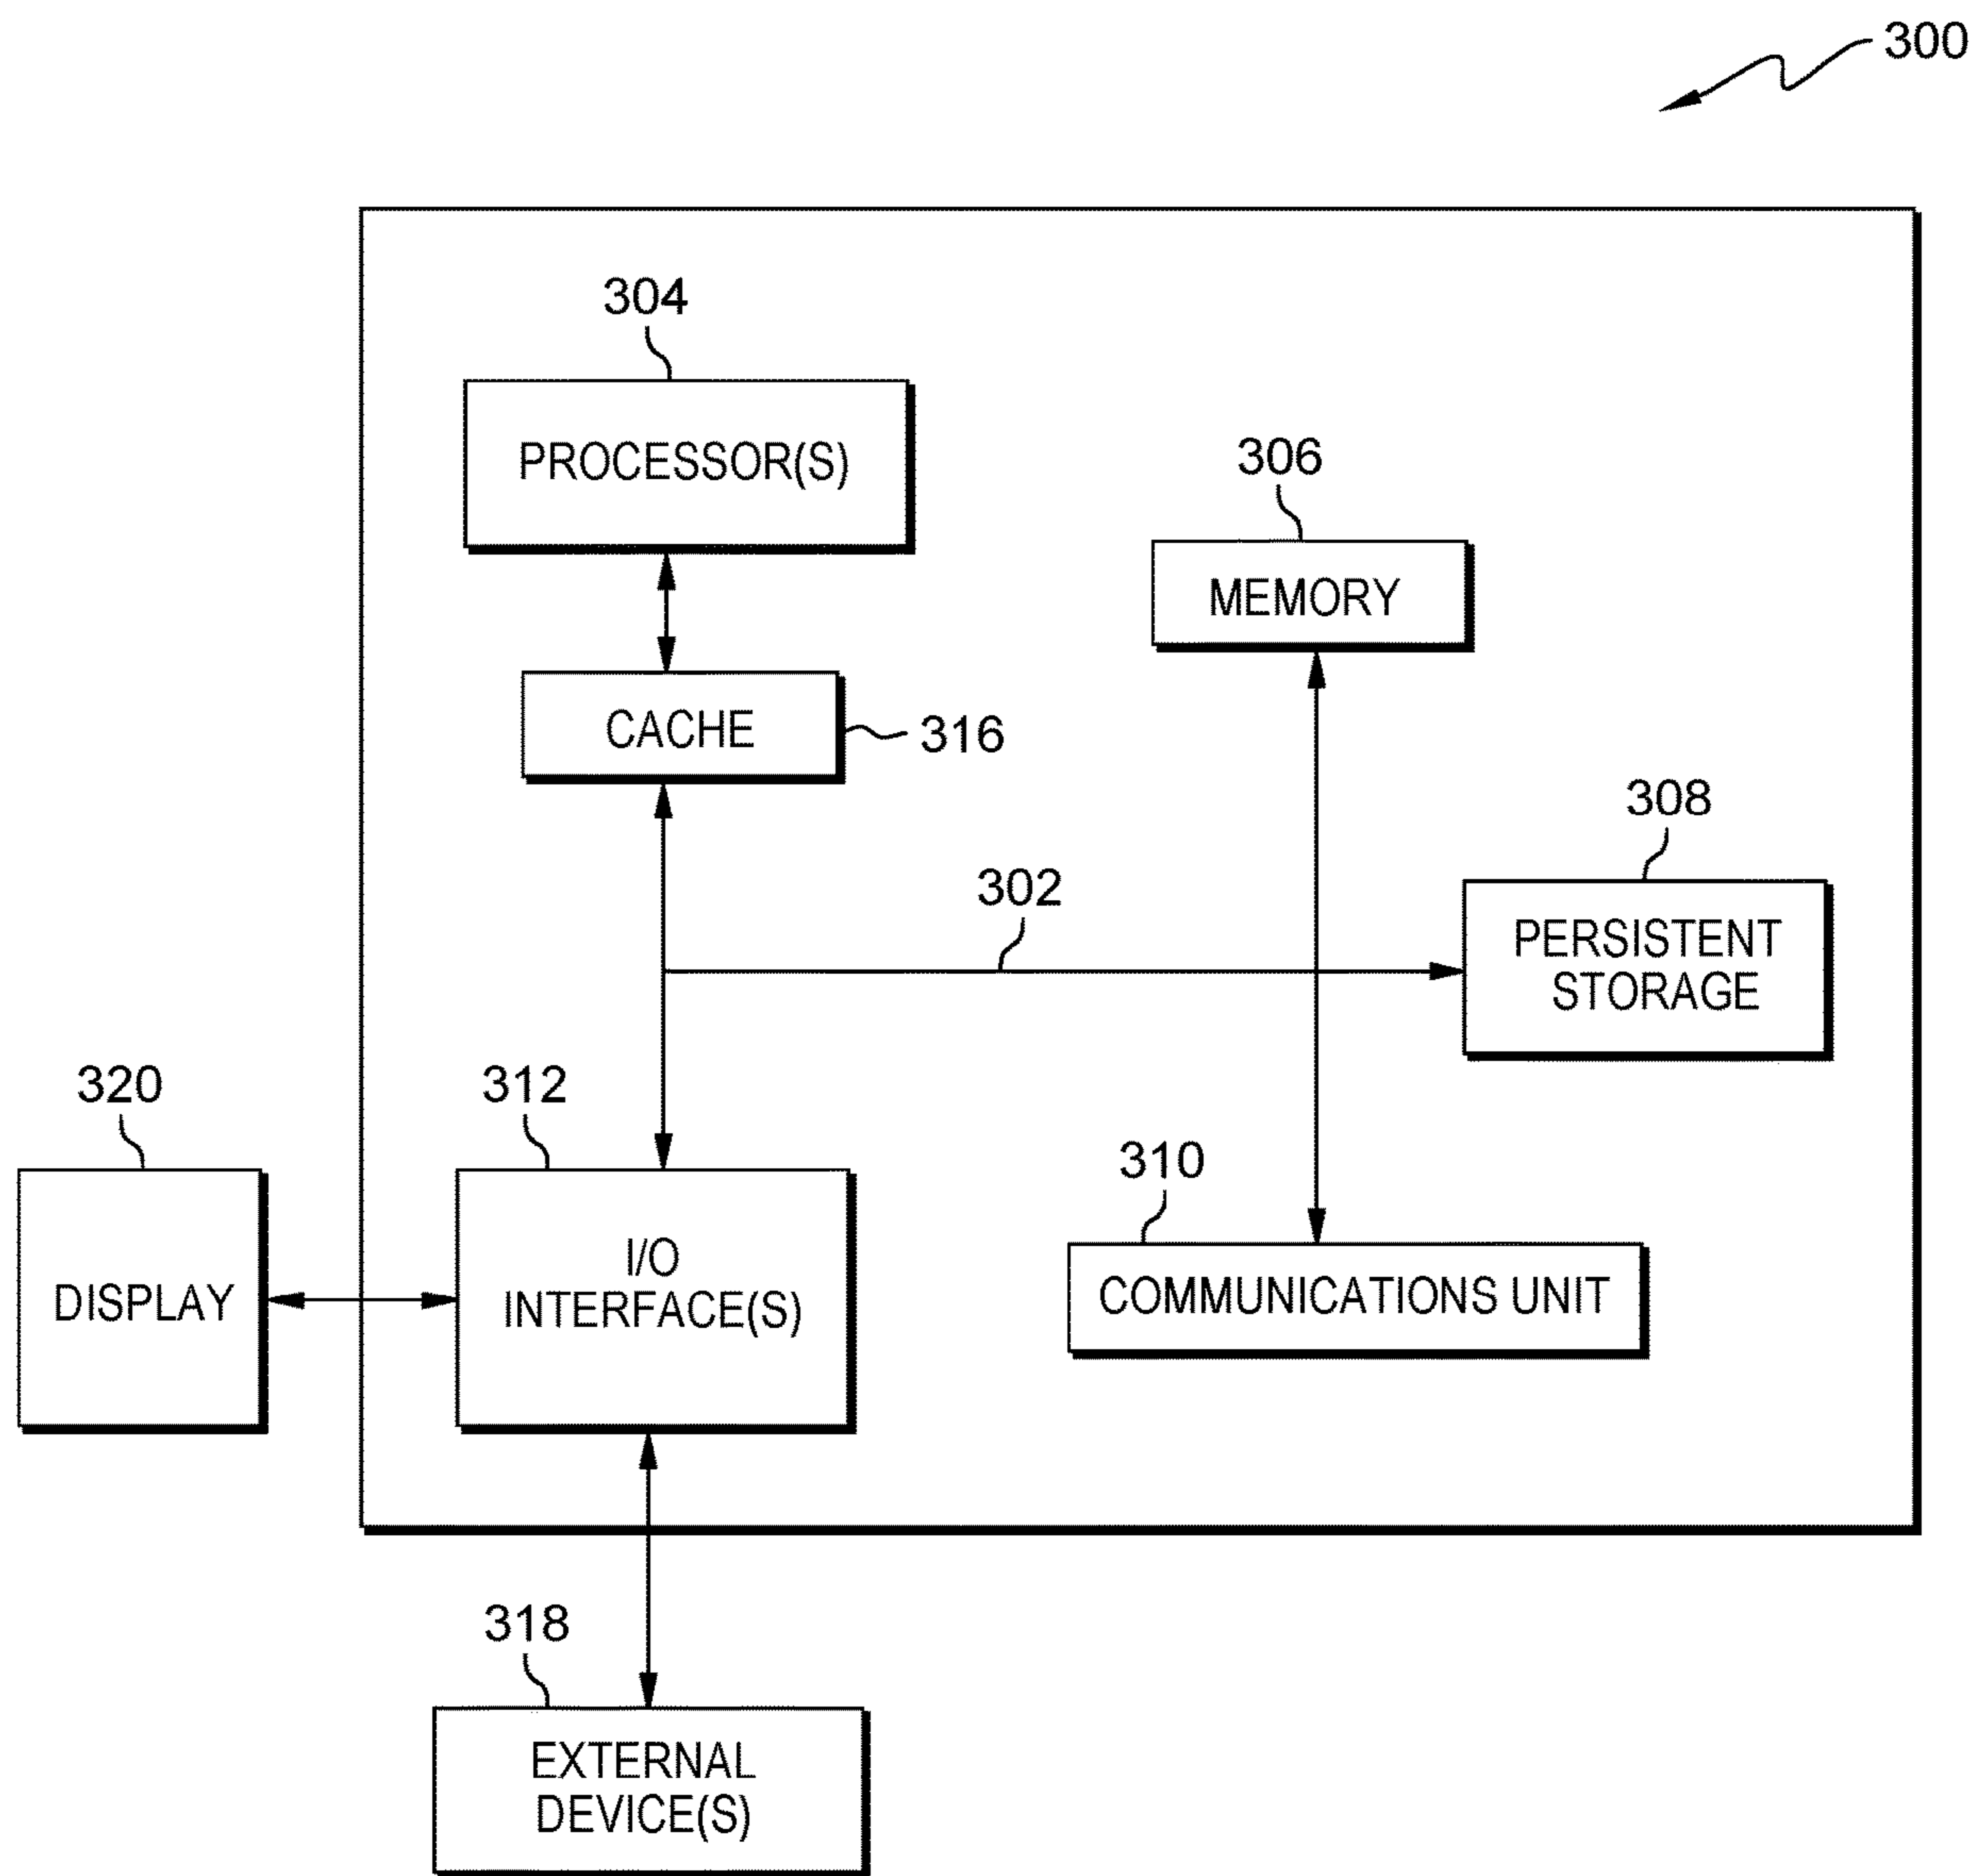 300
304
PROCESSOR(S)
306
MEMORY
CACHE
316
308
302
PERSISTENT
STORAGE
320
312
310
I/O
INTERFACE(S)
DISPLAY
COMMUNICATIONS UNIT
318
EXTERNAL
DEVICE(S)